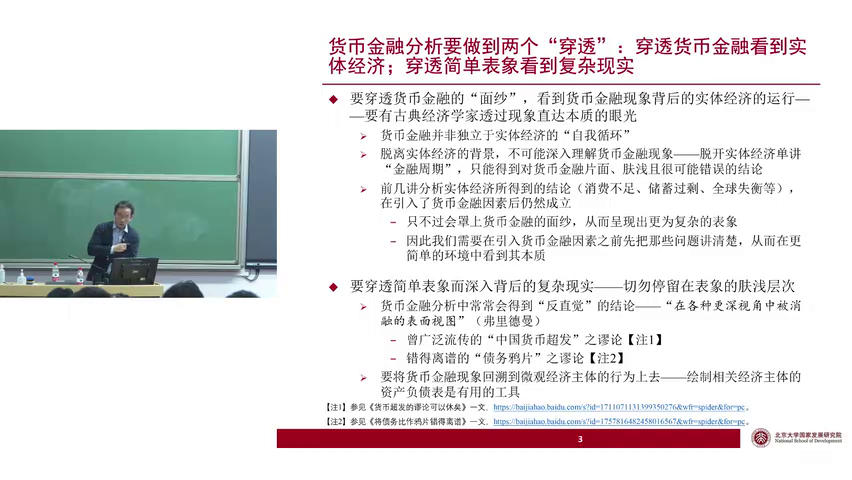 货币金融分析要做到两个“穿透”：穿透货币金融看到实
体经济；穿透简单表象看到复杂现实
要穿透货币金融的“面纱”，看到货币金融现象背后的实体经济的运行—
—要有古典经济学家透过现象直达本质的眼光
货币金融并非独立于实体经济的“自我循环”
脱离实体经济的背景，不可能深入理解货币金融现象——脱开实体经济单讲
“金融周期”，只能得到对货币金融片面、肤浅且很可能错误的结论
前几讲分析实体经济所得到的结论（消费不足、储蓄过剩、全球失衡等），
在引入了货币金融因素后仍然成立
– 只不过会罩上货币金融的面纱，从而呈现出更为复杂的表象
– 因此我们需要在引入货币金融因素之前先把那些问题讲清楚，从而在更
简单的环境中看到其本质
要穿透简单表象而深入背后的复杂现实——切勿停留在表象的肤浅层次
货币金融分析中常常会得到“反直觉”的结论——“在各种更深视角中被消
融的表面视图”（弗里德曼）
– 曾广泛流传的“中国货币超发”之谬论【注1】
– 错得离谱的“债务鸦片”之谬论【注2】
要将货币金融现象回溯到微观经济主体的行为上去——绘制相关经济主体的
资产负债表是有用的工具
【注1】参见《货币超发的谬论可以休矣》一文，https://baijiahao.baidu.com/s?id=1711071131399350276&wfr=spider&for=pc。
【注2】参见《将债务比作鸦片错得离谱》一文，https://baijiahao.baidu.com/s?id=1757816482458016567&wfr=spider&for=pc。
3
北京大学国家发展研究院
National School of Development